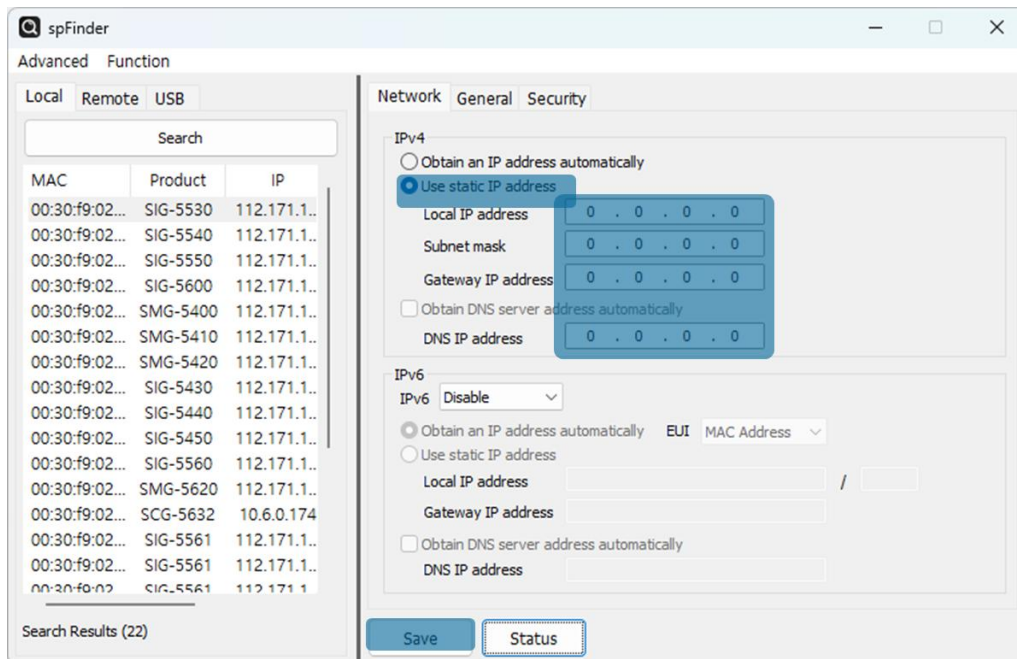 spFinder
Advanced Function
Local Remote USB
Search
MAC Product IP
00:30:f9:02... SIG-5530 112.171.1..
00:30:f9:02... SIG-5540 112.171.1..
00:30:f9:02... SIG-5550 112.171.1..
00:30:f9:02... SIG-5600 112.171.1..
00:30:f9:02... SMG-5400 112.171.1..
00:30:f9:02... SMG-5410 112.171.1..
00:30:f9:02... SMG-5420 112.171.1..
00:30:f9:02... SIG-5430 112.171.1..
00:30:f9:02... SIG-5440 112.171.1..
00:30:f9:02... SIG-5450 112.171.1..
00:30:f9:02... SIG-5560 112.171.1..
00:30:f9:02... SMG-5620 112.171.1..
00:30:f9:02... SCG-5632 10.6.0.174
00:30:f9:02... SIG-5561 112.171.1..
00:30:f9:02... SIG-5561 112.171.1..
00:30:f9:02 SIG-5561 112 171 1
Search Results (22)
Network General Security
IPv4
Obtain an IP address automatically
Use static IP address
Local IP address 0 . 0 . 0 . 0
Subnet mask 0 . 0 . 0 . 0
Gateway IP address 0 . 0 . 0 . 0
Obtain DNS server address automatically
DNS IP address 0 . 0 . 0 . 0
IPv6
IPv6 Disable
Obtain an IP address automatically EUI MAC Address
Use static IP address
Local IP address /
Gateway IP address
Obtain DNS server address automatically
DNS IP address
Save Status